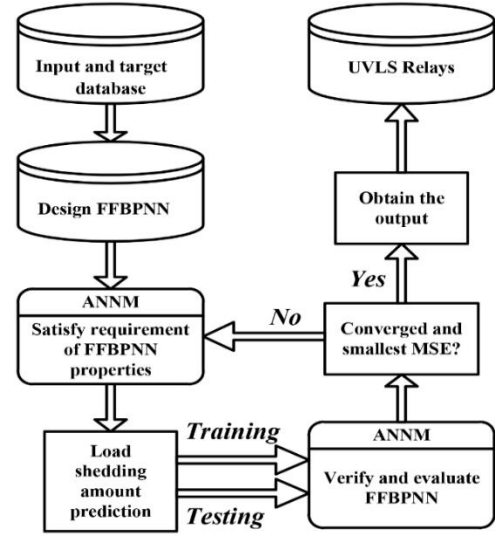 Input and target
database
Design FFBPNN
ANNM
Satisfy requirement
of FFBPNN
properties
Load
shedding
amount
prediction
Training
Testing
ANNM
Verify and evaluate
FFBPNN
Converged and
smallest MSE?
No
Yes
Obtain the
output
UVLS Relays